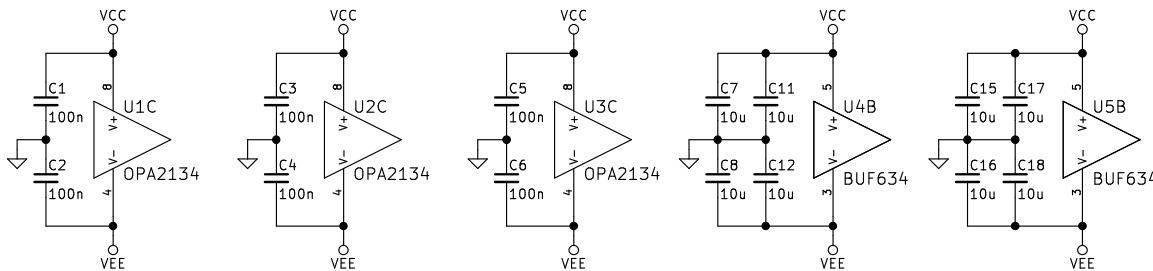 VCC VCC VCC VCC VCC
8 8 8 5 5
C1 C3 C5 C7 C11 C15 C17
U1C U2C U3C U4B U5B
100n 100n 100n 10u 10u 10u 10u
V+ V+ V+ V+ V+
V- V- V- V- V-
C2 C4 C6 C8 C12 C16 C18
OPA2134 OPA2134 OPA2134 BUF634 BUF634
100n 100n 100n 10u 10u 10u 10u
4 4 4 3 3
VEE VEE VEE VEE VEE